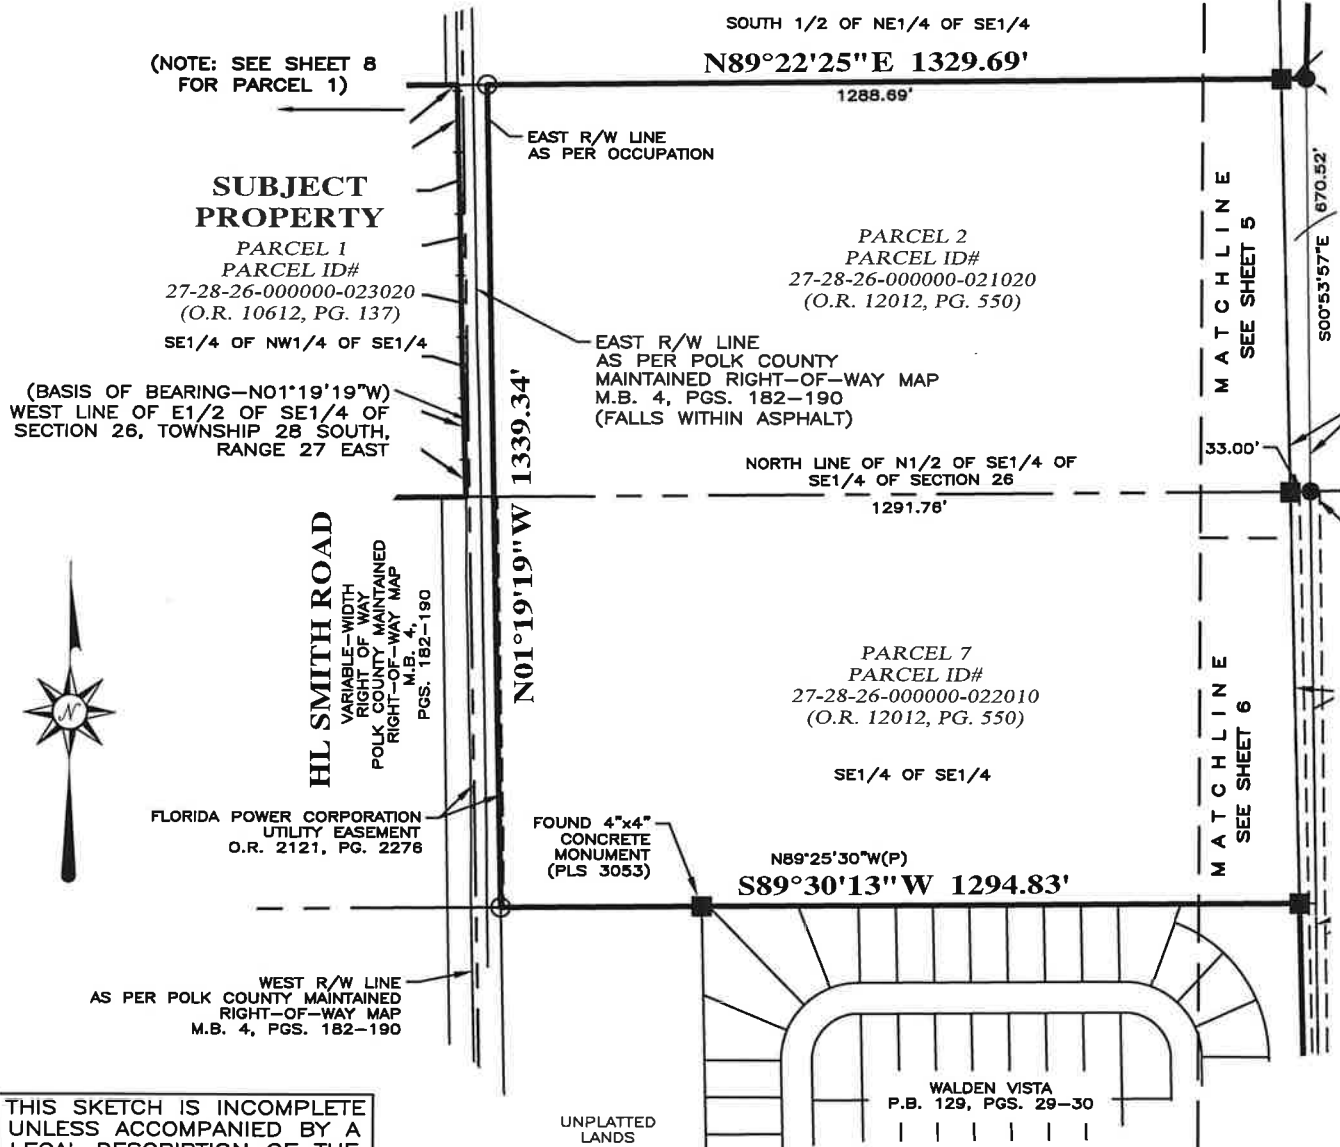 SOUTH 1/2 OF NE1/4 OF SE1/4
N89°22'25"E 1329.69'
1288.69'
(NOTE: SEE SHEET 8
FOR PARCEL 1)
EAST R/W LINE
AS PER OCCUPATION
SUBJECT
PROPERTY
PARCEL 1
PARCEL ID#
27-28-26-000000-023020
(O.R. 10612, PG. 137)
SE1/4 OF NW1/4 OF SE1/4
(BASIS OF BEARING-N01°19'19"W)
WEST LINE OF E1/2 OF SE1/4 OF
SECTION 26, TOWNSHIP 28 SOUTH,
RANGE 27 EAST
PARCEL 2
PARCEL ID#
27-28-26-000000-021020
(O.R. 12012, PG. 550)
EAST R/W LINE
AS PER POLK COUNTY
MAINTAINED RIGHT-OF-WAY MAP
M.B. 4, PGS. 182-190
(FALLS WITHIN ASPHALT)
MATCHLINE
SEE SHEET 5
S00°53'57"E 670.52'
33.00'
NORTH LINE OF N1/2 OF SE1/4 OF
SE1/4 OF SECTION 26
1291.76'
N01°19'19"W 1339.34'
HL SMITH ROAD
VARIABLE-WIDTH
RIGHT OF WAY
POLK COUNTY MAINTAINED
RIGHT-OF-WAY MAP
M.B. 4,
PGS. 182-190
N
PARCEL 7
PARCEL ID#
27-28-26-000000-022010
(O.R. 12012, PG. 550)
SE1/4 OF SE1/4
MATCHLINE
SEE SHEET 6
FLORIDA POWER CORPORATION
UTILITY EASEMENT
O.R. 2121, PG. 2276
FOUND 4"x4"
CONCRETE
MONUMENT
(PLS 3053)
N89°25'30"W(P)
S89°30'13"W 1294.83'
WEST R/W LINE
AS PER POLK COUNTY MAINTAINED
RIGHT-OF-WAY MAP
M.B. 4, PGS. 182-190
WALDEN VISTA
P.B. 129, PGS. 29-30
UNPLATTED
LANDS
THIS SKETCH IS INCOMPLETE
UNLESS ACCOMPANIED BY A
LEGAL DESCRIPTION OF THE